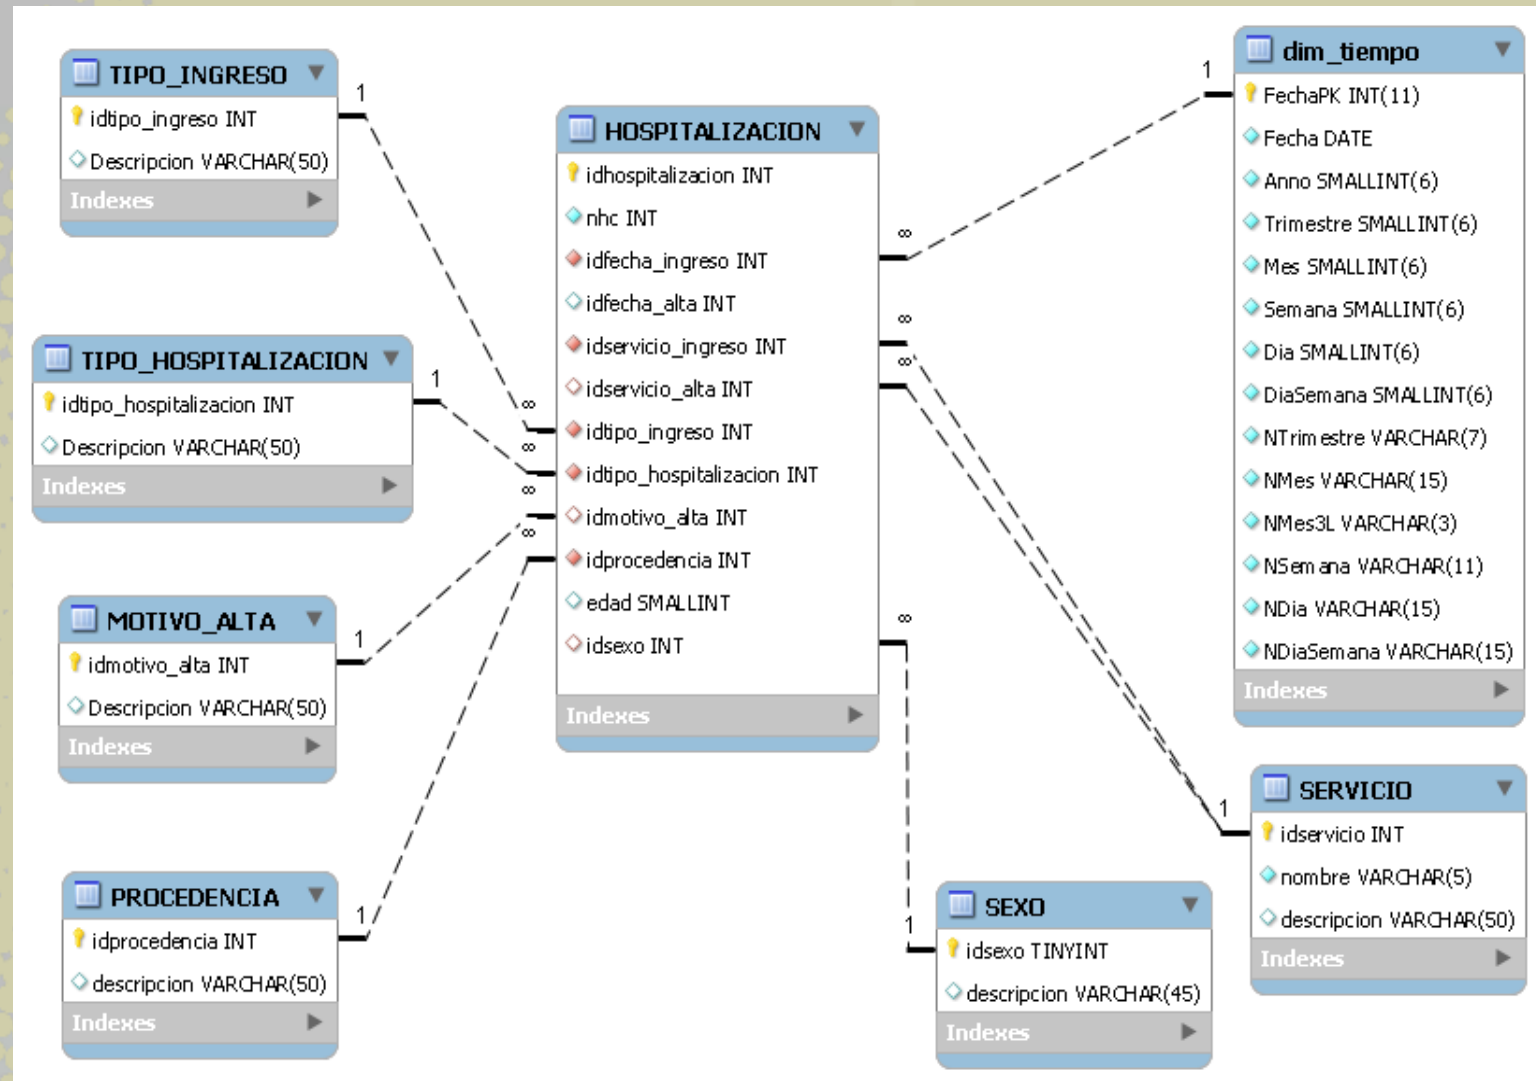 TIPO_INGRESO
idtipo_ingreso INT
Descripcion VARCHAR(50)
Indexes
1
TIPO_HOSPITALIZACION
idtipo_hospitalizacion INT
Descripcion VARCHAR(50)
Indexes
1
MOTIVO_ALTA
idmotivo_alta INT
Descripcion VARCHAR(50)
Indexes
1
PROCEDENCIA
idprocedencia INT
descripcion VARCHAR(50)
Indexes
1
∞
∞
∞
∞
HOSPITALIZACION
idhospitalizacion INT
nhc INT
idfecha_ingreso INT
idfecha_alta INT
idservicio_ingreso INT
idservicio_alta INT
idtipo_ingreso INT
idtipo_hospitalizacion INT
idmotivo_alta INT
idprocedencia INT
edad SMALLINT
idsexo INT
Indexes
∞
∞
∞
∞
1
dim_tiempo
FechaPK INT(11)
Fecha DATE
Anno SMALLINT(6)
Trimestre SMALLINT(6)
Mes SMALLINT(6)
Semana SMALLINT(6)
Dia SMALLINT(6)
DiaSemana SMALLINT(6)
NTrimestre VARCHAR(7)
NMes VARCHAR(15)
NMes3L VARCHAR(3)
NSemana VARCHAR(11)
NDia VARCHAR(15)
NDiaSemana VARCHAR(15)
Indexes
1
SERVICIO
idservicio INT
nombre VARCHAR(5)
descripcion VARCHAR(50)
Indexes
1
SEXO
idsexo TINYINT
descripcion VARCHAR(45)
Indexes